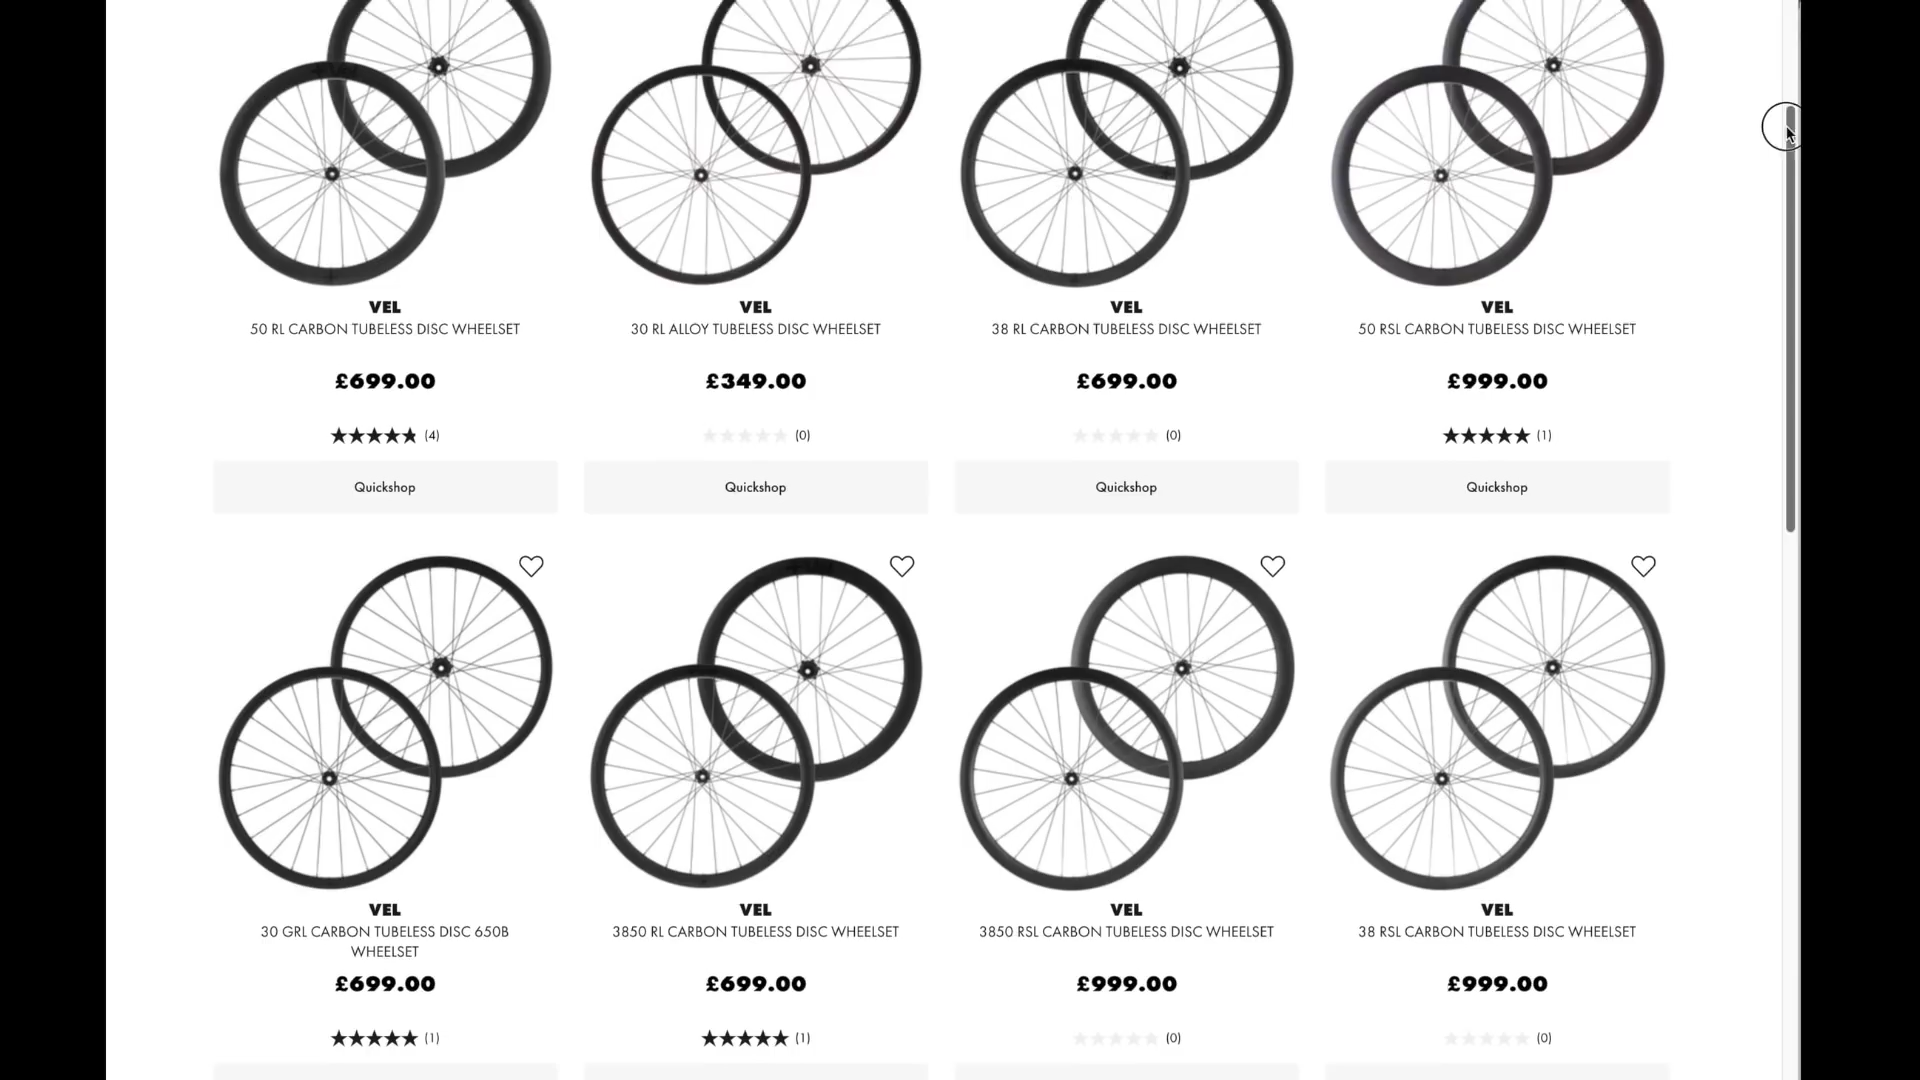 VEL
50 RL CARBON TUBELESS DISC WHEELSET
£699.00
(4)
Quickshop
VEL
30 RL ALLOY TUBELESS DISC WHEELSET
£349.00
(0)
Quickshop
VEL
38 RL CARBON TUBELESS DISC WHEELSET
£699.00
(0)
Quickshop
VEL
50 RSL CARBON TUBELESS DISC WHEELSET
£999.00
(1)
Quickshop
VEL
30 GRL CARBON TUBELESS DISC 650B
WHEELSET
£699.00
(1)
VEL
3850 RL CARBON TUBELESS DISC WHEELSET
£699.00
(1)
VEL
3850 RSL CARBON TUBELESS DISC WHEELSET
£999.00
(0)
VEL
38 RSL CARBON TUBELESS DISC WHEELSET
£999.00
(0)